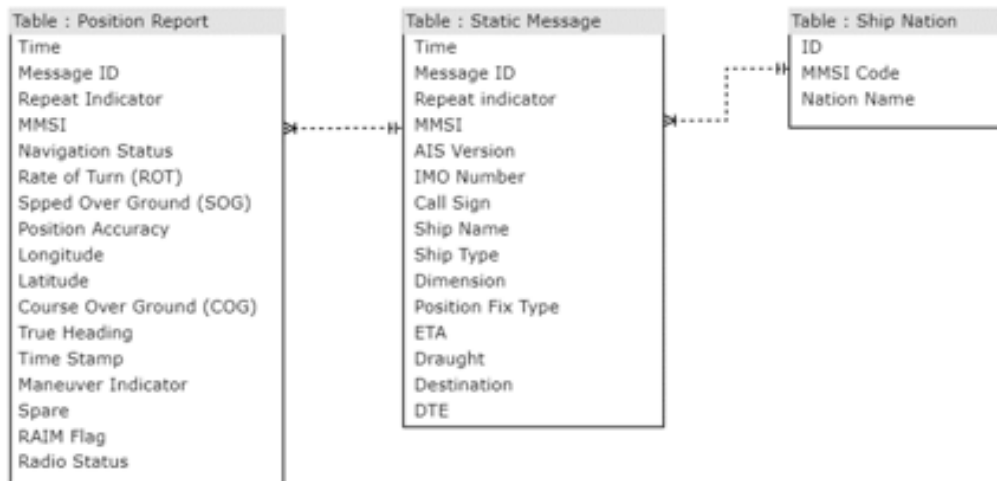 Table : Position Report
Time
Message ID
Repeat Indicator
MMSI
Navigation Status
Rate of Turn (ROT)
Spped Over Ground (SOG)
Position Accuracy
Longitude
Latitude
Course Over Ground (COG)
True Heading
Time Stamp
Maneuver Indicator
Spare
RAIM Flag
Radio Status
Table : Static Message
Time
Message ID
Repeat indicator
MMSI
AIS Version
IMO Number
Call Sign
Ship Name
Ship Type
Dimension
Position Fix Type
ETA
Draught
Destination
DTE
Table : Ship Nation
ID
MMSI Code
Nation Name